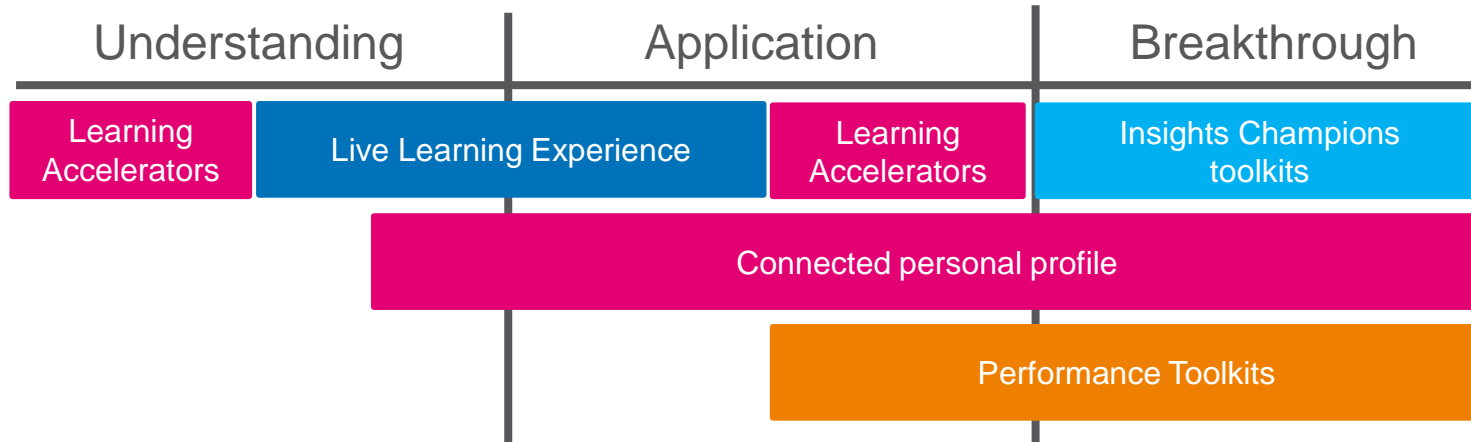 Understanding
Application
Breakthrough
Learning
Accelerators
Live Learning Experience
Learning
Accelerators
Insights Champions
toolkits
Connected personal profile
Performance Toolkits